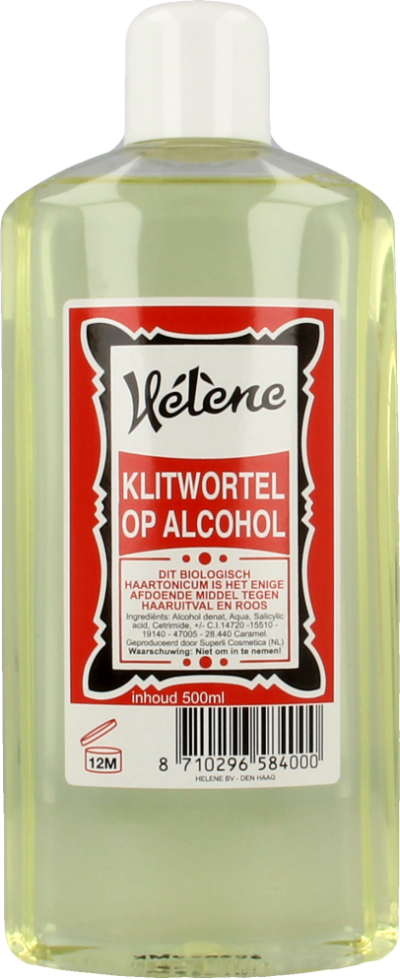 Hélène
KLITWORTEL
OP ALCOHOL
DIT BIOLOGISCH
HAARTONICUM IS HET ENIGE
AFDOENDE MIDDEL TEGEN
HAARUITVAL EN ROOS
Ingrediënts: Alcohol denat, Aqua, Salicylic
acid, Cetrimide, +/- C.I.14720 -15510 -
19140 - 47005 - 28.440 Caramel.
Geproduceerd door Superli Cosmetica (NL)
Waarschuwing: Niet om in te nemen!
inhoud 500ml
12M
8 710296 584000
HELENE BV - DEN HAAG